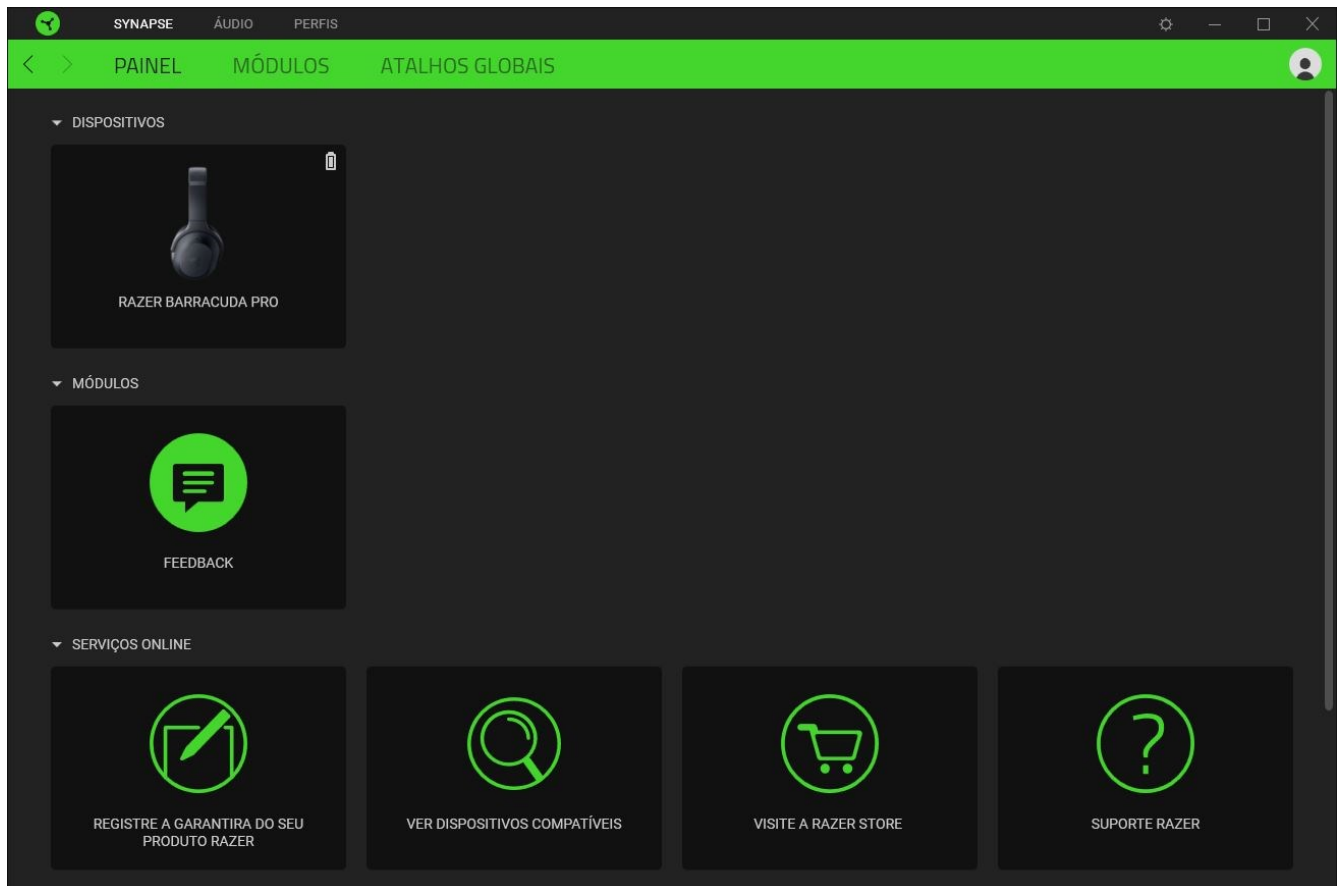 SYNAPSE ÁUDIO PERFIS
PAINEL MÓDULOS ATALHOS GLOBAIS
DISPOSITIVOS
RAZER BARRACUDA PRO
MÓDULOS
FEEDBACK
SERVIÇOS ONLINE
REGISTRE A GARANTIRA DO SEU
PRODUTO RAZER
VER DISPOSITIVOS COMPATÍVEIS
VISITE A RAZER STORE
SUPORTE RAZER